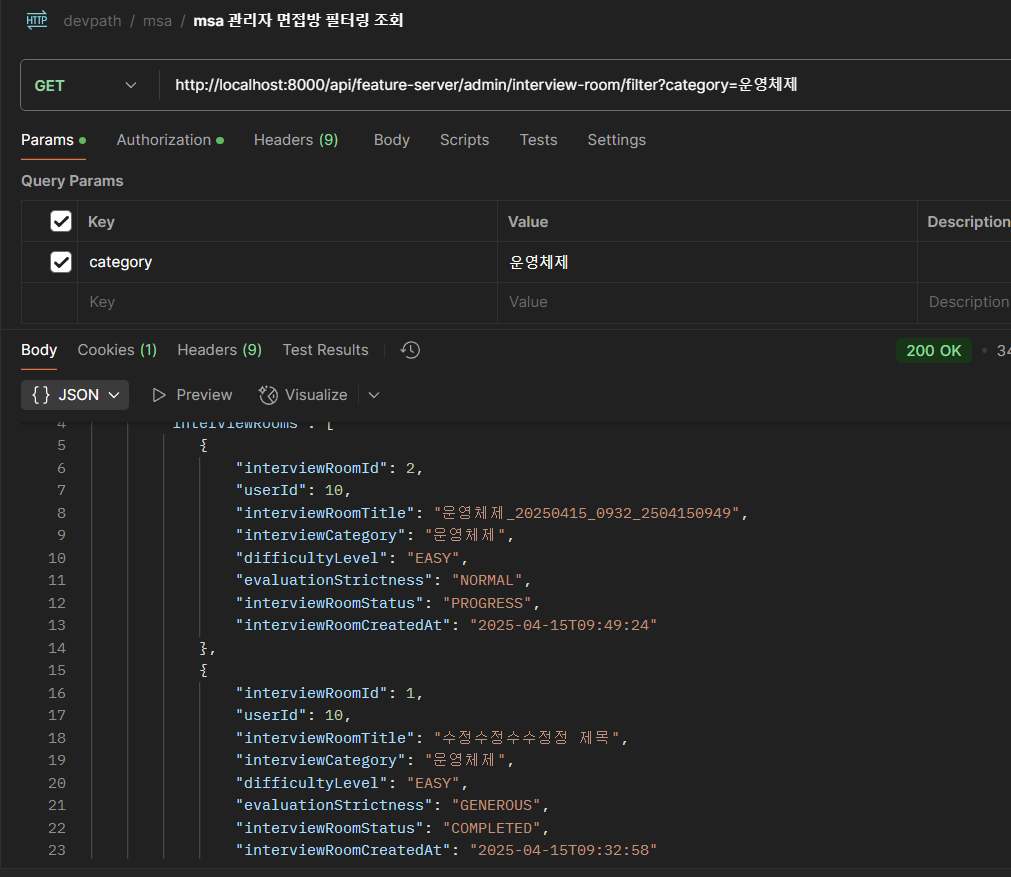 HTTP devpath / msa / msa 관리자 면접방 필터링 조회
GET http://localhost:8000/api/feature-server/admin/interview-room/filter?category=운영체제
Params Authorization Headers (9) Body Scripts Tests Settings
Query Params
Key Value Description
category 운영체제
Key Value Description
Body Cookies (1) Headers (9) Test Results 200 OK • 34
{} JSON Preview Visualize
4 interviewRooms": [
5 {
6 "interviewRoomId": 2,
7 "userId": 10,
8 "interviewRoomTitle": "운영체제_20250415_0932_2504150949",
9 "interviewCategory": "운영체제",
10 "difficultyLevel": "EASY",
11 "evaluationStrictness": "NORMAL",
12 "interviewRoomStatus": "PROGRESS",
13 "interviewRoomCreatedAt": "2025-04-15T09:49:24"
14 },
15 {
16 "interviewRoomId": 1,
17 "userId": 10,
18 "interviewRoomTitle": "수정수정수수정정 제목",
19 "interviewCategory": "운영체제",
20 "difficultyLevel": "EASY",
21 "evaluationStrictness": "GENEROUS",
22 "interviewRoomStatus": "COMPLETED",
23 "interviewRoomCreatedAt": "2025-04-15T09:32:58"